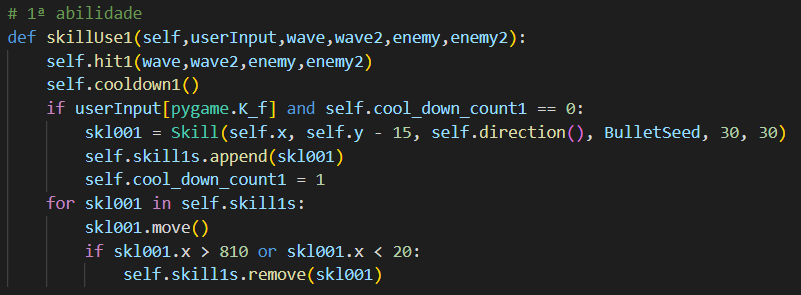 # 1ª abilidade
def skillUse1(self,userInput,wave,wave2,enemy,enemy2):
    self.hit1(wave,wave2,enemy,enemy2)
    self.cooldown1()
    if userInput[pygame.K_f] and self.cool_down_count1 == 0:
        skl001 = Skill(self.x, self.y - 15, self.direction(), BulletSeed, 30, 30)
        self.skill1s.append(skl001)
        self.cool_down_count1 = 1
    for skl001 in self.skill1s:
        skl001.move()
        if skl001.x > 810 or skl001.x < 20:
            self.skill1s.remove(skl001)